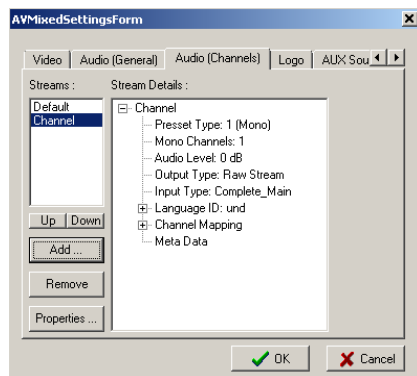 AVMixedSettingsForm
Video Audio (General) Audio (Channels) Logo AUX Sou
Streams : Stream Details :
Default
Channel
Channel
Presset Type: 1 (Mono)
Mono Channels: 1
Audio Level: 0 dB
Output Type: Raw Stream
Input Type: Complete_Main
Language ID: und
Channel Mapping
Meta Data
Up Down
Add ...
Remove
Properties ...
OK Cancel